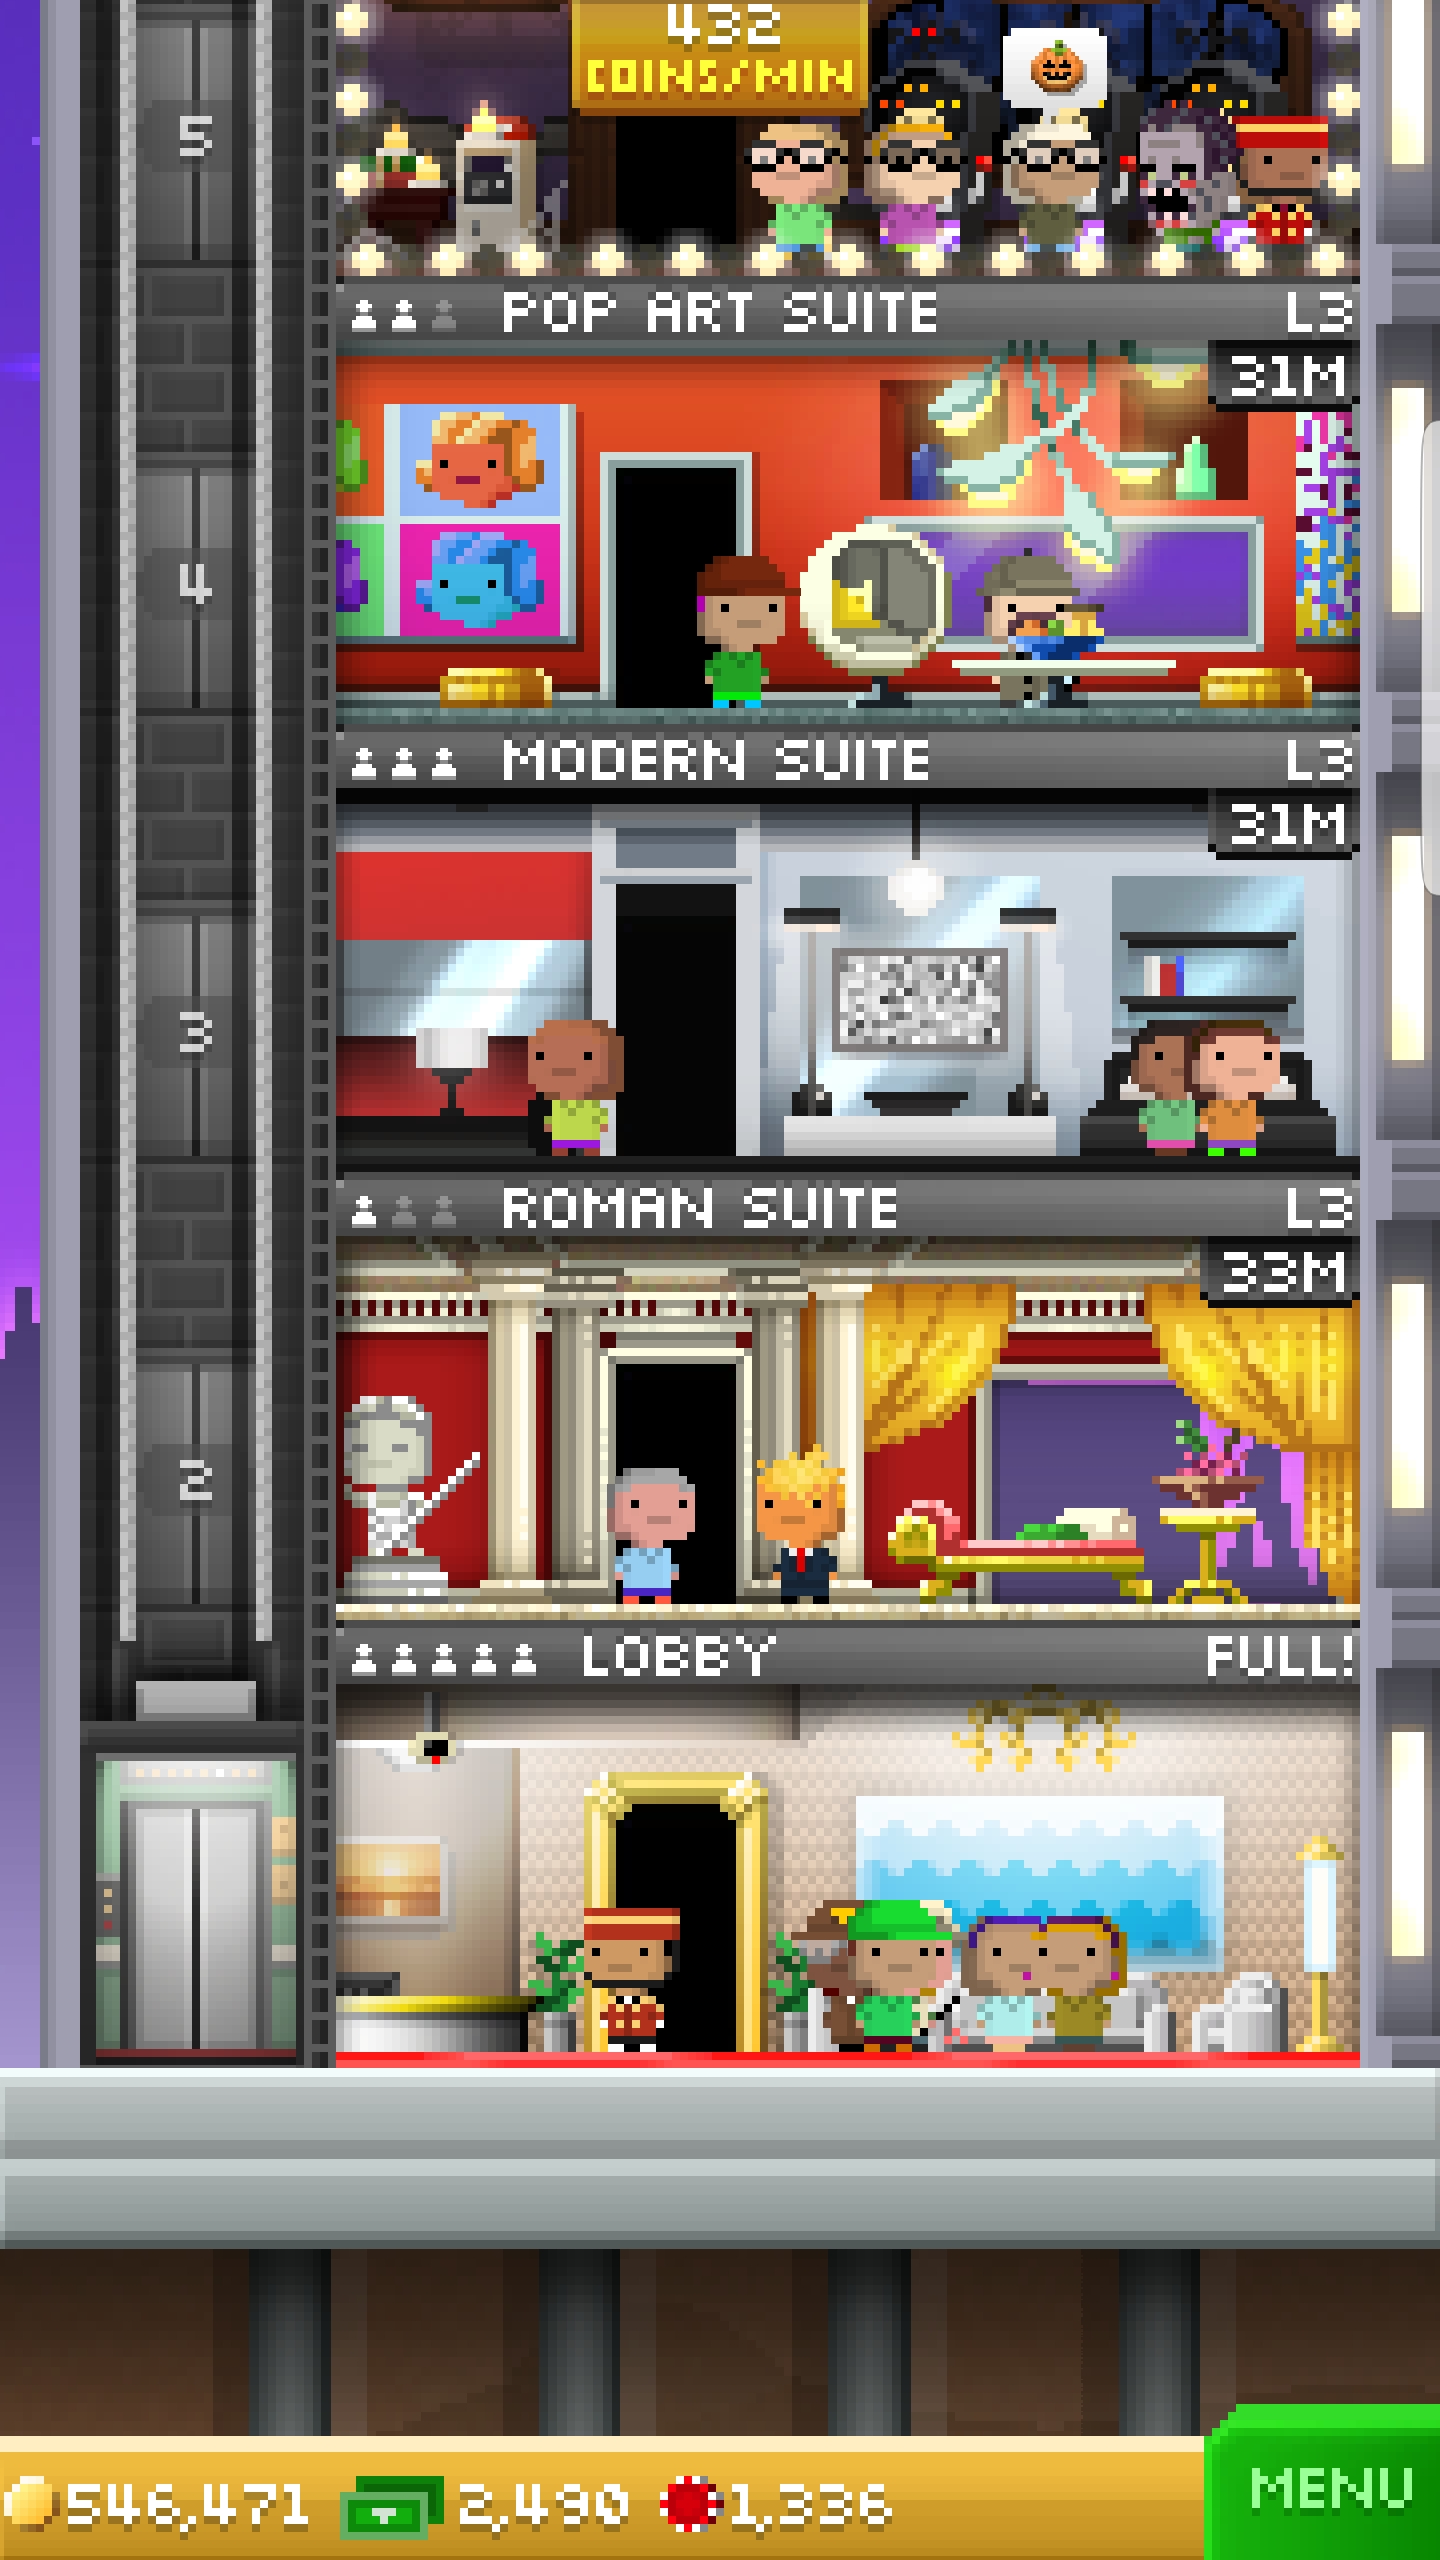 432
COINS/MIN
5
POP ART SUITE L3
31M
4
MODERN SUITE L3
31M
3
ROMAN SUITE L3
33M
2
LOBBY FULL!
546,471 2,490 1,336 MENU